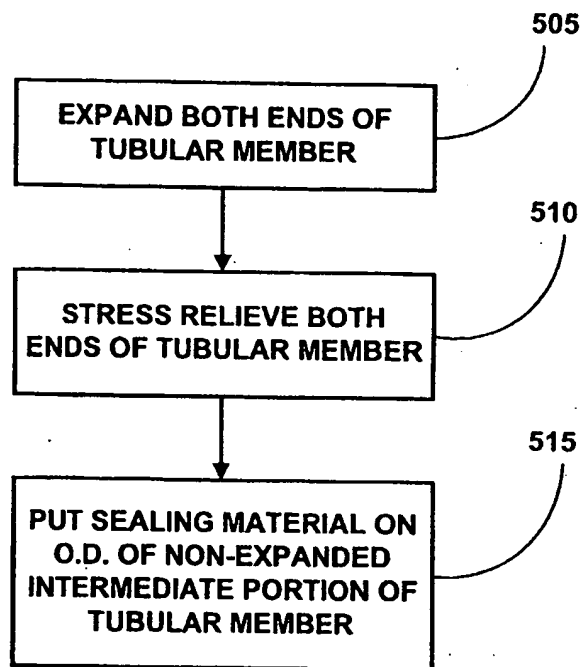 505
EXPAND BOTH ENDS OF
TUBULAR MEMBER
510
STRESS RELIEVE BOTH
ENDS OF TUBULAR MEMBER
515
PUT SEALING MATERIAL ON
O.D. OF NON-EXPANDED
INTERMEDIATE PORTION OF
TUBULAR MEMBER